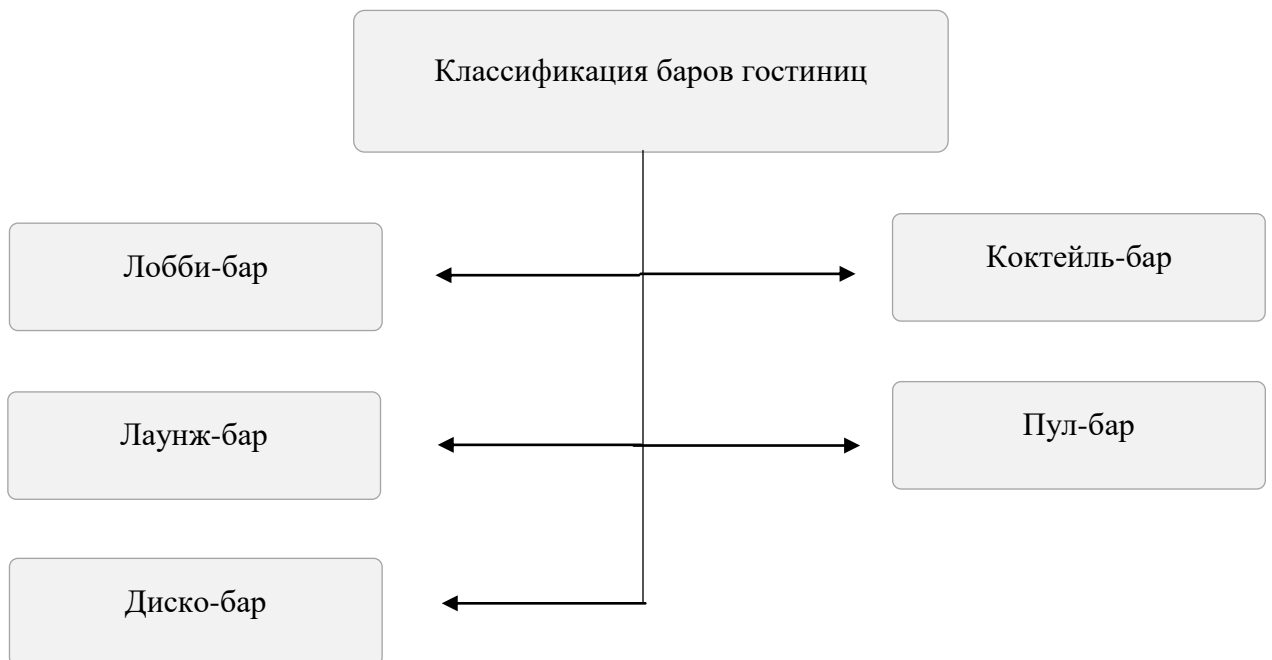 Классификация баров гостиниц
Лобби-бар
Коктейль-бар
Лаунж-бар
Пул-бар
Диско-бар